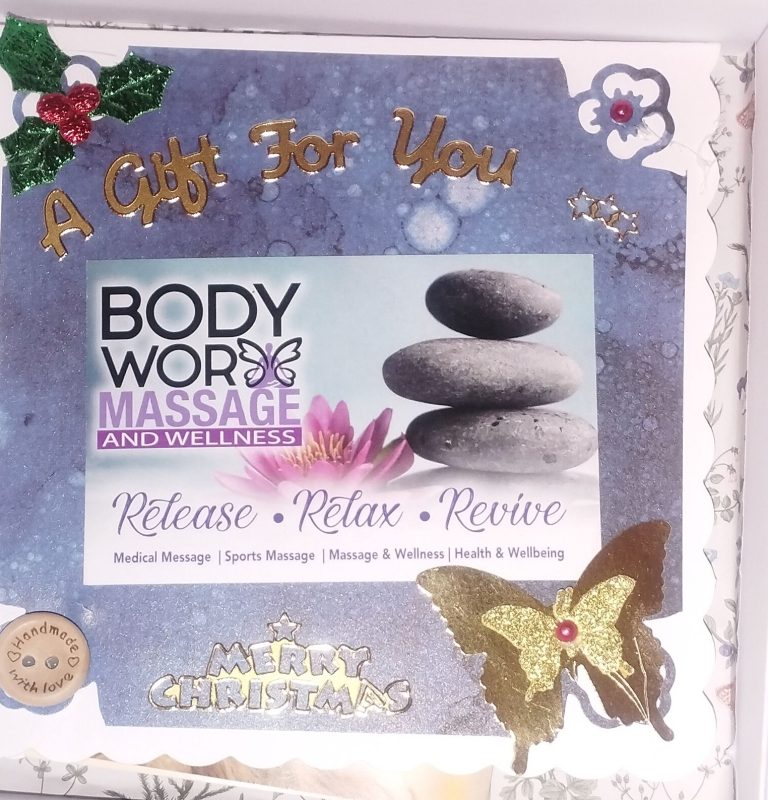 A Gift For You
BODY
WORX
MASSAGE
AND WELLNESS
Release • Relax • Revive
Medical Message | Sports Massage | Massage & Wellness | Health & Wellbeing
MERRY
CHRISTMAS
Handmade
with love